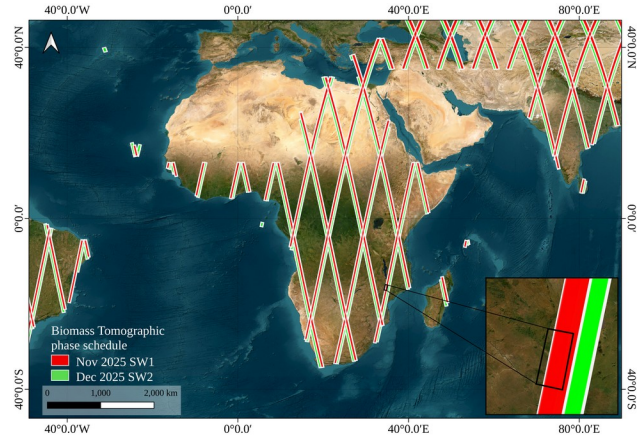 40°0.0'W 0°0.0' 40°0.0'E 80°0.0'E
40°0.0'N 40°0.0'N
0°0.0' 0°0.0'
Biomass Tomographic
phase schedule
Nov 2025 SW1
Dec 2025 SW2
0 1,000 2,000 km
40°0.0'S 40°0.0'S
40°0.0'W 0°0.0' 40°0.0'E 80°0.0'E